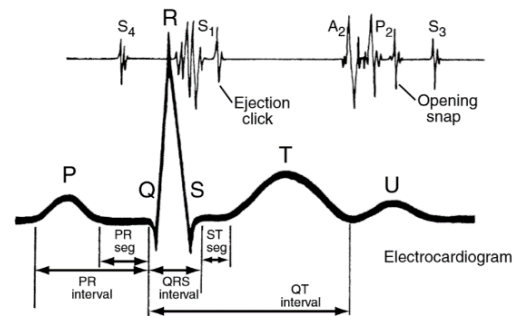 R
S4
S1
A2
P2
S3
Ejection
click
Opening
snap
P
Q
S
T
U
PR
seg
ST
seg
Electrocardiogram
PR
interval
QRS
interval
QT
interval